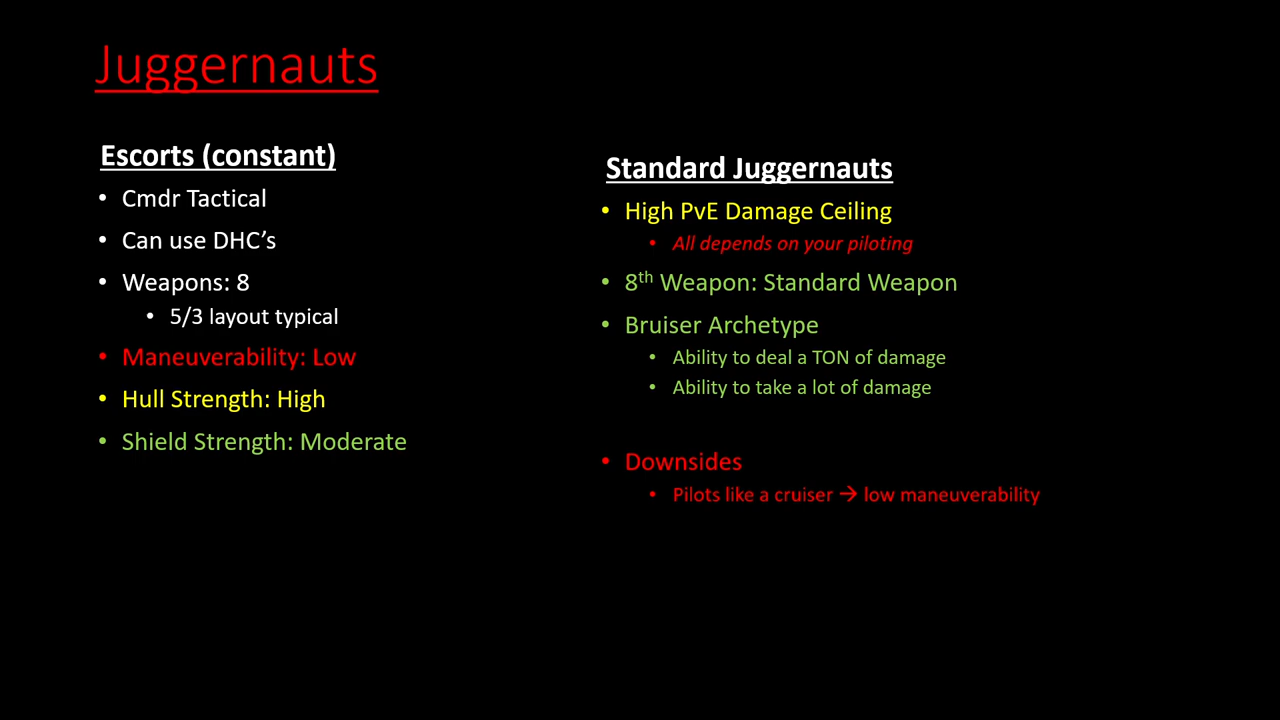 Juggernauts
Escorts (constant)
• Cmdr Tactical
• Can use DHC’s
• Weapons: 8
• 5/3 layout typical
• Maneuverability: Low
• Hull Strength: High
• Shield Strength: Moderate
Standard Juggernauts
• High PvE Damage Ceiling
• All depends on your piloting
• 8th Weapon: Standard Weapon
• Bruiser Archetype
• Ability to deal a TON of damage
• Ability to take a lot of damage
• Downsides
• Pilots like a cruiser → low maneuverability